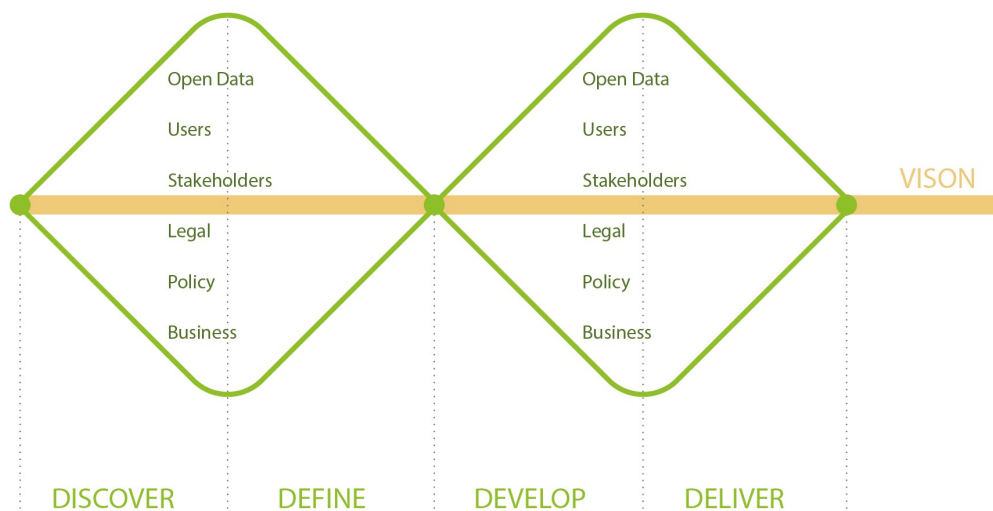 Open Data
Users
Stakeholders
Legal
Policy
Business
Open Data
Users
Stakeholders
Legal
Policy
Business
VISON
DISCOVER
DEFINE
DEVELOP
DELIVER